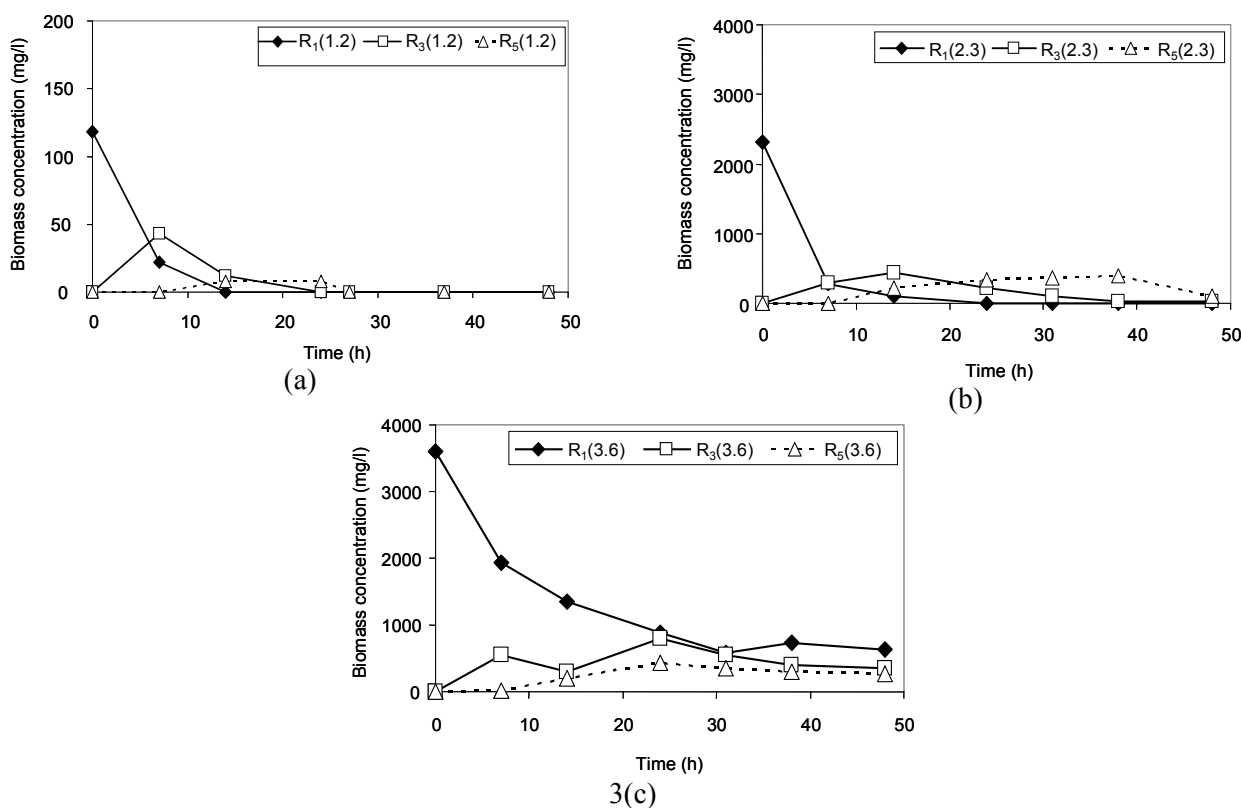 Biomass concentration (mg/l)
200
150
100
50
0
R₁(1.2) R₃(1.2) R₅(1.2)
0 10 20 30 40 50
Time (h)
(a)
Biomass concentration (mg/l)
4000
3000
2000
1000
0
R₁(2.3) R₃(2.3) R₅(2.3)
0 10 20 30 40 50
Time (h)
(b)
Biomass concentration (mg/l)
4000
3000
2000
1000
0
R₁(3.6) R₃(3.6) R₅(3.6)
0 10 20 30 40 50
Time (h)
3(c)